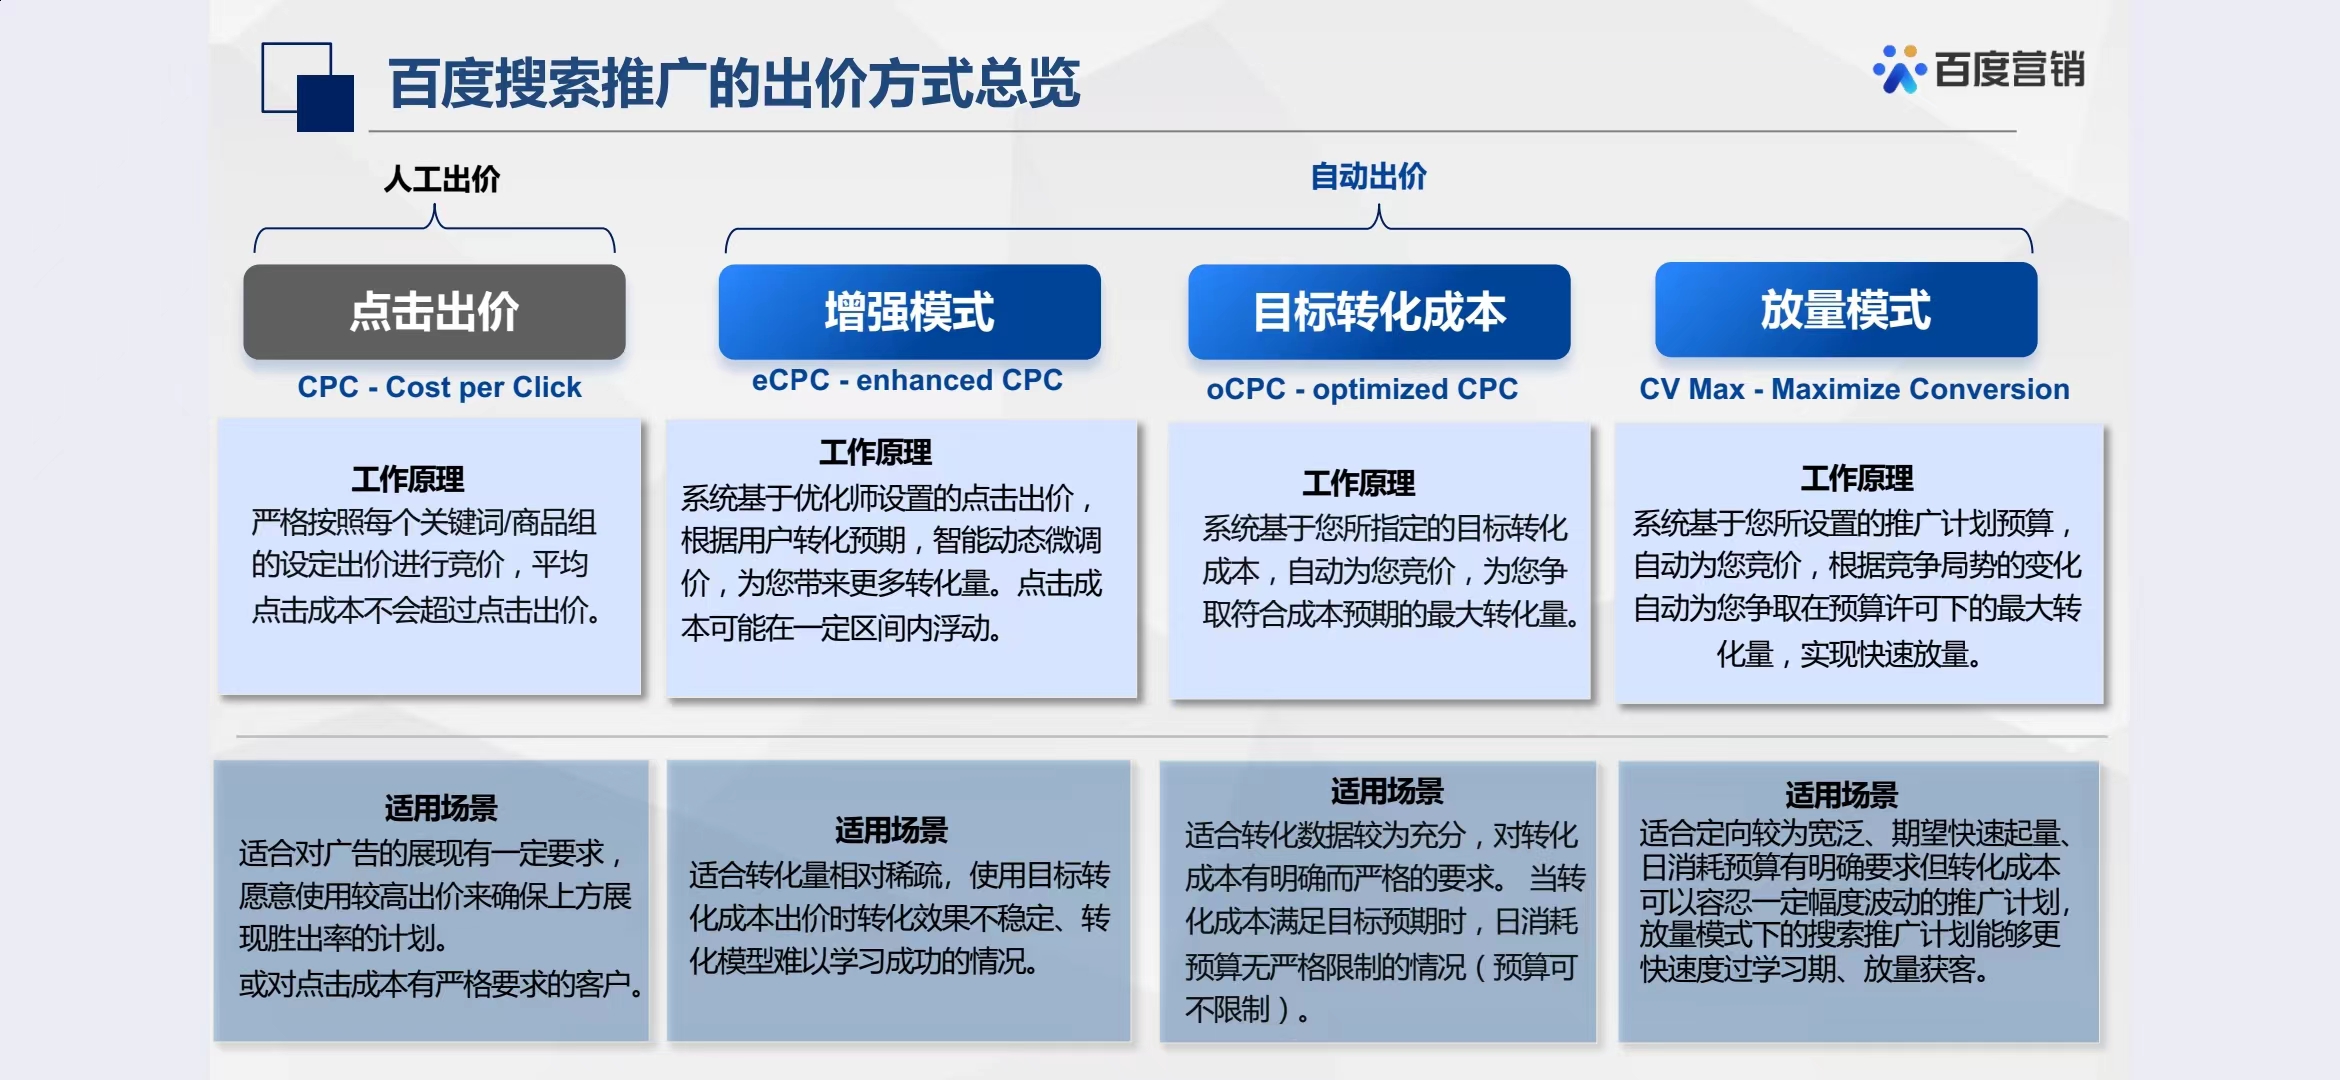 百度搜索推广的出价方式总览
百度营销
人工出价
自动出价
点击出价
增强模式
目标转化成本
放量模式
CPC - Cost per Click
eCPC - enhanced CPC
oCPC - optimized CPC
CV Max - Maximize Conversion
工作原理
严格按照每个关键词/商品组
的设定出价进行竞价，平均
点击成本不会超过点击出价。
工作原理
系统基于优化师设置的点击出价，
根据用户转化预期，智能动态微调
价，为您带来更多转化量。点击成
本可能在一定区间内浮动。
工作原理
系统基于您所指定的目标转化
成本，自动为您竞价，为您争
取符合成本预期的最大转化量。
工作原理
系统基于您所设置的推广计划预算，
自动为您竞价，根据竞争局势的变化
自动为您争取在预算许可下的最大转
化量，实现快速放量。
适用场景
适合对广告的展现有一定要求，
愿意使用较高出价来确保上方展
现胜出率的计划。
或对点击成本有严格要求的客户。
适用场景
适合转化量相对稀疏，使用目标转
化成本出价时转化效果不稳定、转
化模型难以学习成功的情况。
适用场景
适合转化数据较为充分，对转化
成本有明确而严格的要求。 当转
化成本满足目标预期时，日消耗
预算无严格限制的情况（预算可
不限制）。
适用场景
适合定向较为宽泛、期望快速起量、
日消耗预算有明确要求但转化成本
可以容忍一定幅度波动的推广计划，
放量模式下的搜索推广计划能够更
快速度过学习期、放量获客。